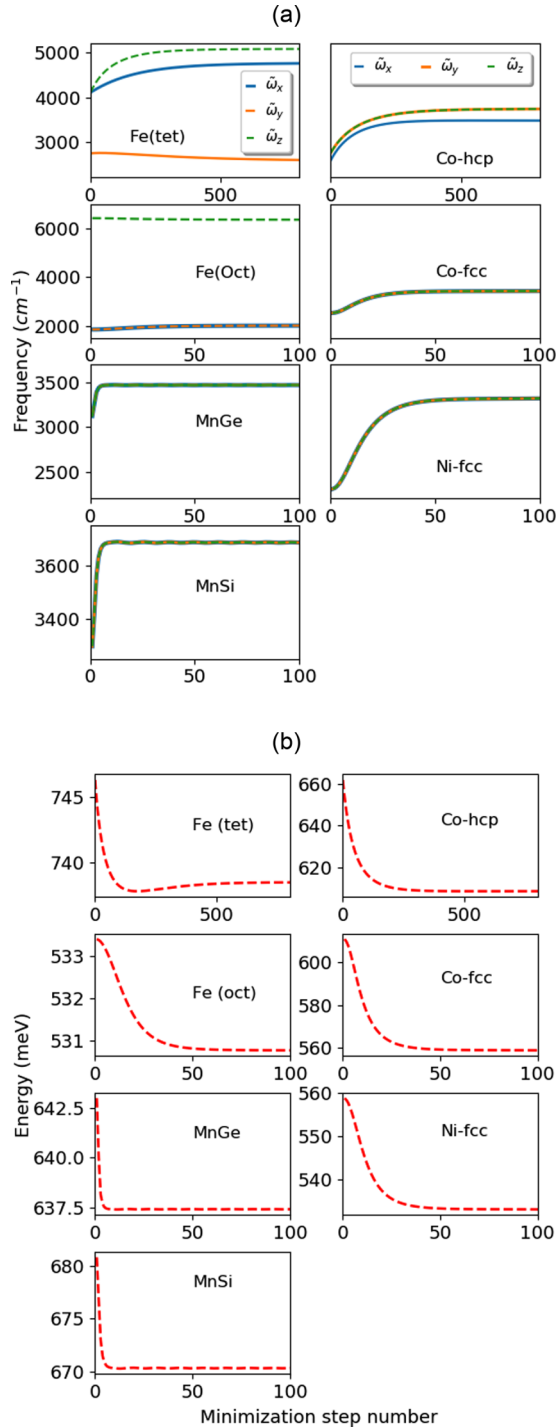 (a)
5000
4000
3000
ω̃x
ω̃y
ω̃z
Fe(tet)
0
500
ω̃x
ω̃y
ω̃z
Co-hcp
0
500
Frequency (cm⁻¹)
6000
4000
2000
Fe(Oct)
0
50
100
Co-fcc
0
50
100
3500
3000
2500
MnGe
0
50
100
Ni-fcc
0
50
100
3600
3400
MnSi
0
50
100
(b)
Energy (meV)
745
740
Fe (tet)
0
500
660
640
620
Co-hcp
0
500
533
532
531
Fe (oct)
0
50
100
600
580
560
Co-fcc
0
50
100
642.5
640.0
637.5
MnGe
0
50
100
560
550
540
Ni-fcc
0
50
100
680
675
670
MnSi
0
50
100
Minimization step number